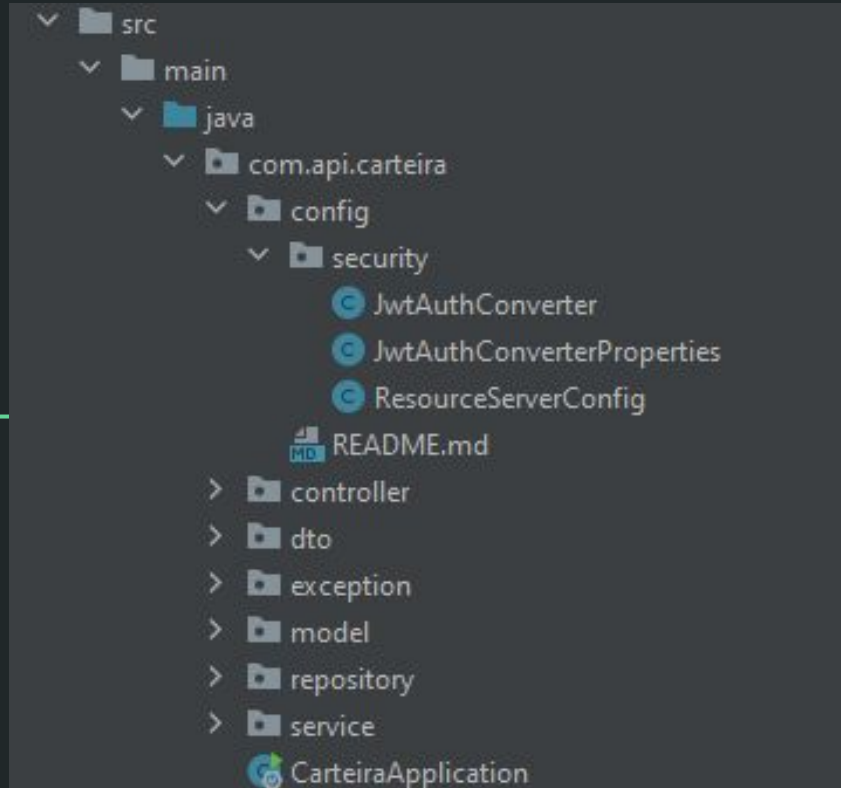 src
main
java
com.api.carteira
config
security
JwtAuthConverter
JwtAuthConverterProperties
ResourceServerConfig
MD README.md
controller
dto
exception
model
repository
service
CarteiraApplication